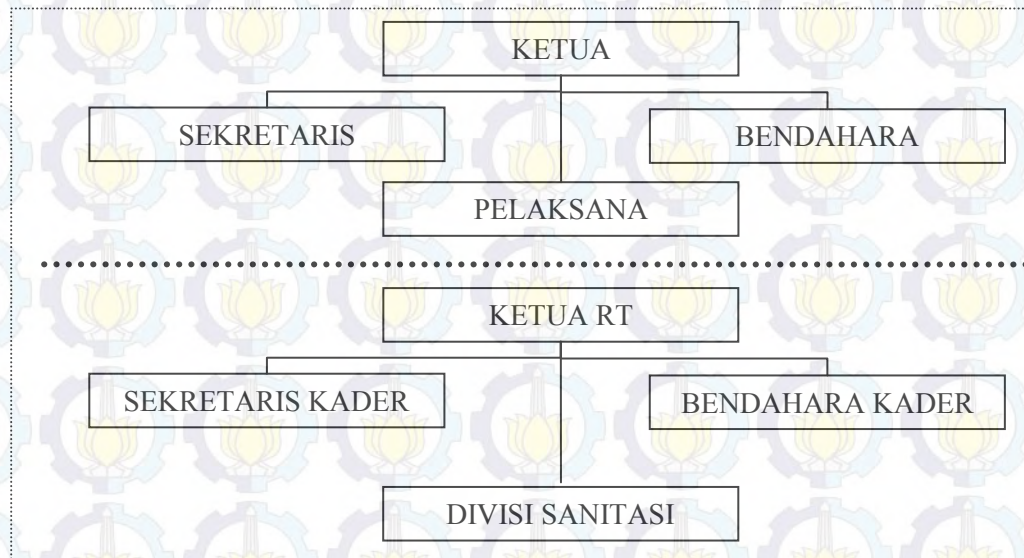 KETUA
SEKRETARIS
BENDAHARA
PELAKSANA
KETUA RT
SEKRETARIS KADER
BENDAHARA KADER
DIVISI SANITASI